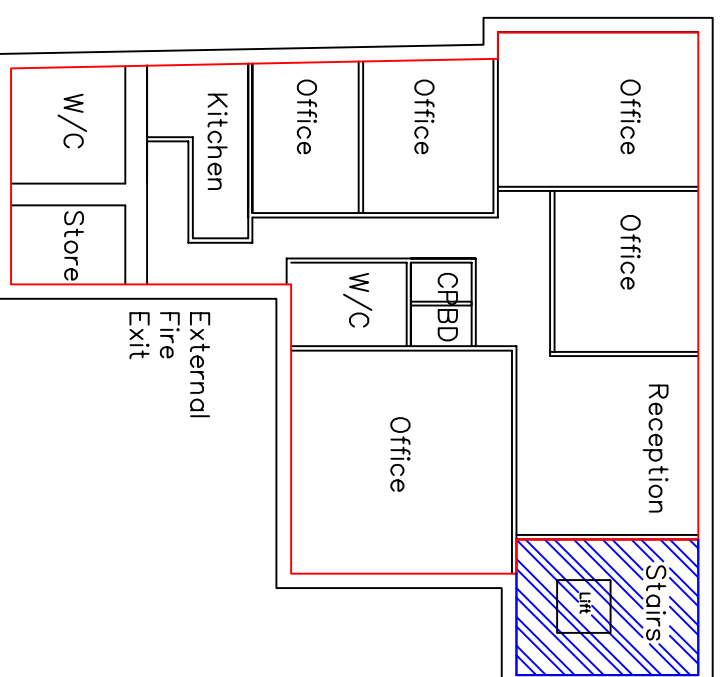 W/C
Kitchen
Office
Office
Office
Store
Office
CPBD
W/C
External
Fire
Exit
Office
Reception
Stairs
Lift